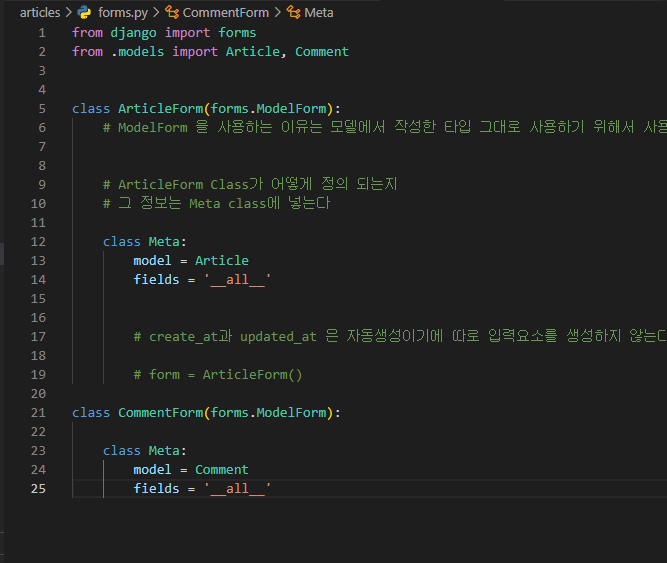 articles > forms.py > CommentForm > Meta
1 from django import forms
2 from .models import Article, Comment
3
4
5 class ArticleForm(forms.ModelForm):
6 # ModelForm 을 사용하는 이유는 모델에서 작성한 타입 그대로 사용하기 위해서 사용
7
8
9 # ArticleForm Class가 어떻게 정의 되는지
10 # 그 정보는 Meta class에 넣는다
11
12 class Meta:
13 model = Article
14 fields = '__all__'
15
16
17 # create_at과 updated_at 은 자동생성이기에 따로 입력요소를 생성하지 않는다
18
19 # form = ArticleForm()
20
21 class CommentForm(forms.ModelForm):
22
23 class Meta:
24 model = Comment
25 fields = '__all__'